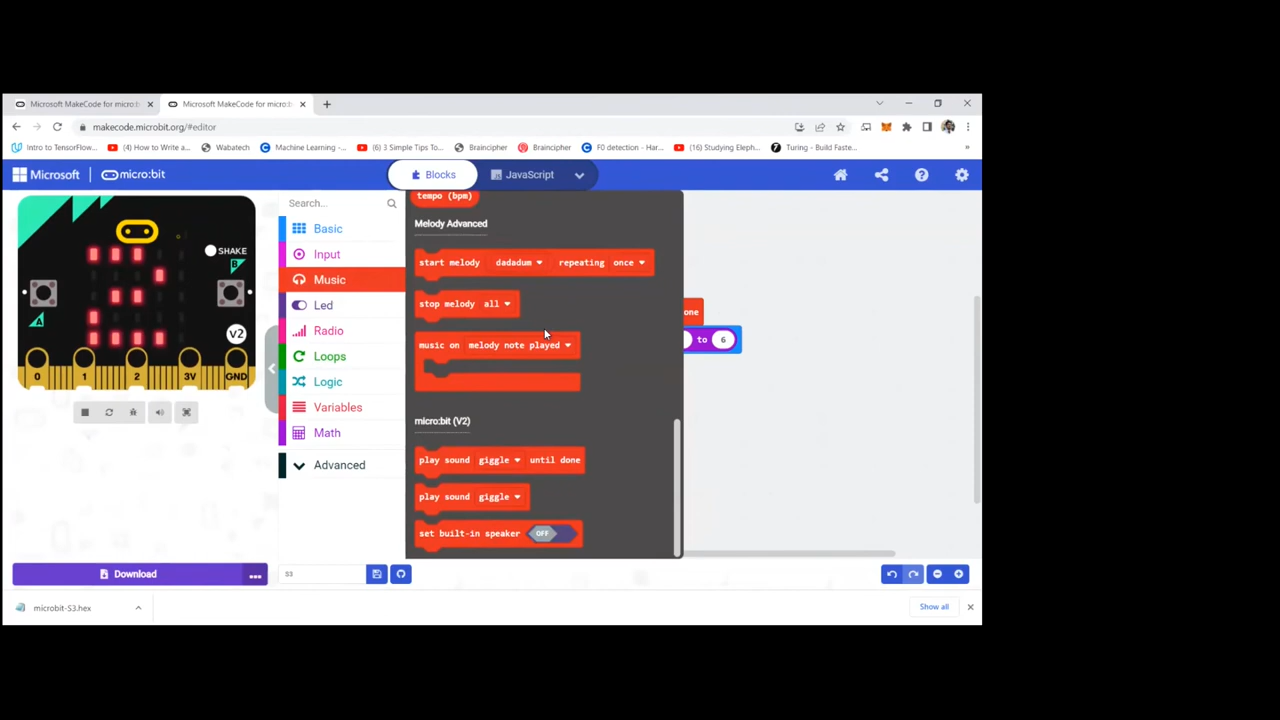 Microsoft MakeCode for micro:b
Microsoft MakeCode for micro:b
makecode.microbit.org/#editor
Intro to TensorFlow...
(4) How to Write a...
Wabatech
Machine Learning -...
(6) 3 Simple Tips To...
Braincipher
Braincipher
F0 detection - Har...
(16) Studying Eleph...
Turing - Build Faste...
»
Microsoft
micro:bit
Blocks
JavaScript
SHAKE
B
A
V2
0 1 2 3V GND
Download
...
Search...
Basic
Input
Music
Led
Radio
Loops
Logic
Variables
Math
Advanced
tempo (bpm)
Melody Advanced
start melody dadadum repeating once
stop melody all
music on melody note played
micro:bit (V2)
play sound giggle until done
play sound giggle
set built-in speaker OFF
one
to 6
S3
microbit-S3.hex
Show all